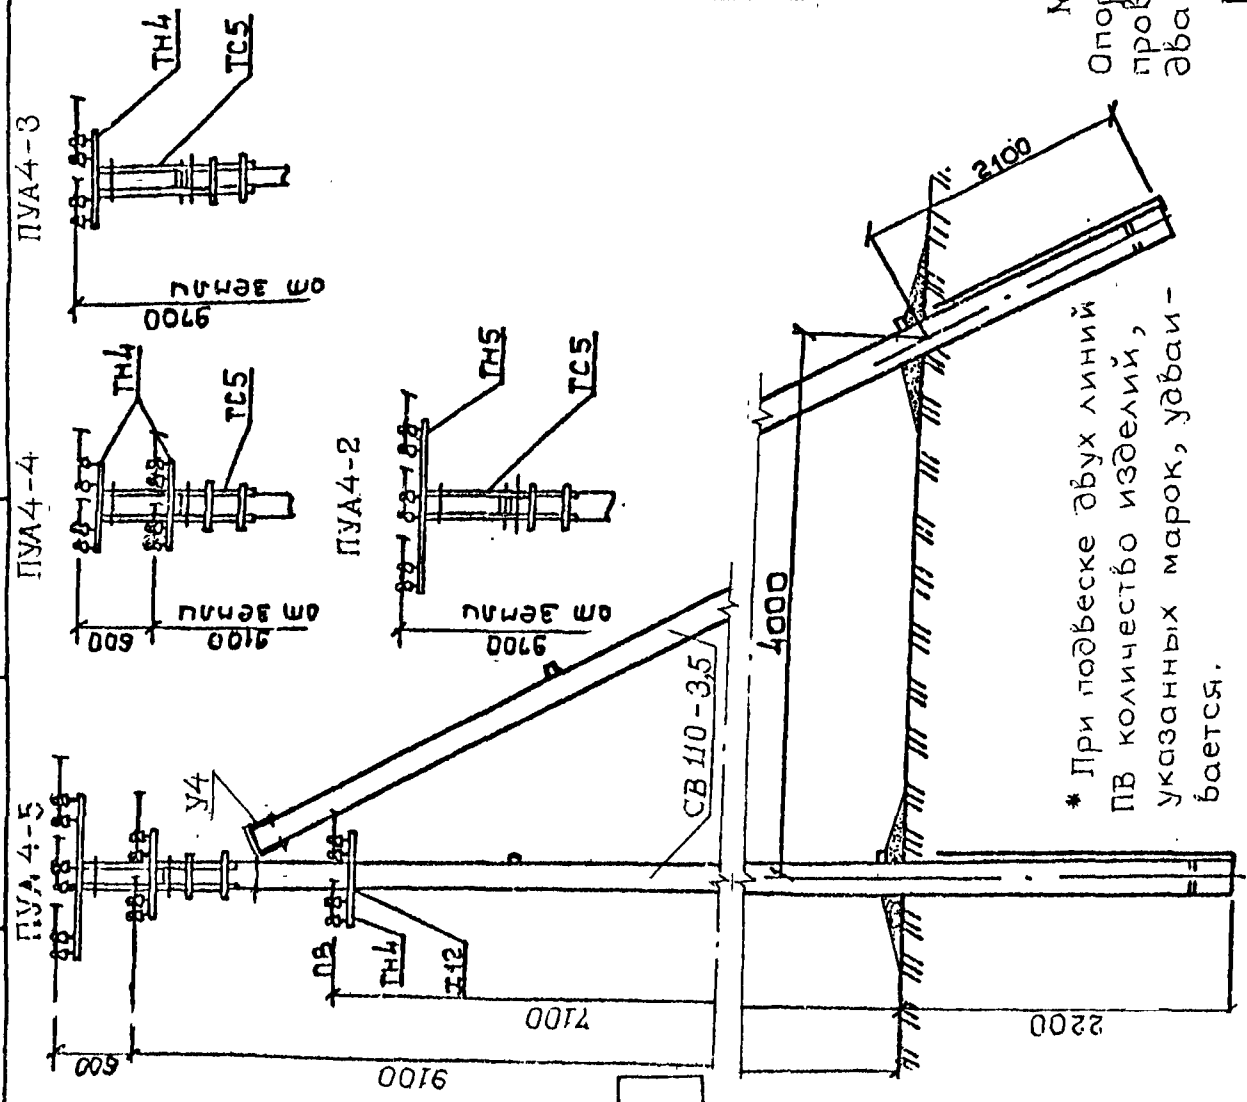 ПУА4-3
ТН4
ТС5
9700
от земли
ПУА4-4
ТН4
ТС5
600
9100
от земли
ПУА4-2
ТН5
ТС5
9700
от земли
ПУА 4-5
У4
СВ 110-3,5
ПВ
ТН4
Х12
600
9100
7100
2200
4000
2100
* При подвеске двух линий
ПВ количество изделий,
указанных марок, удваи-
вается.
Опор
пров
два